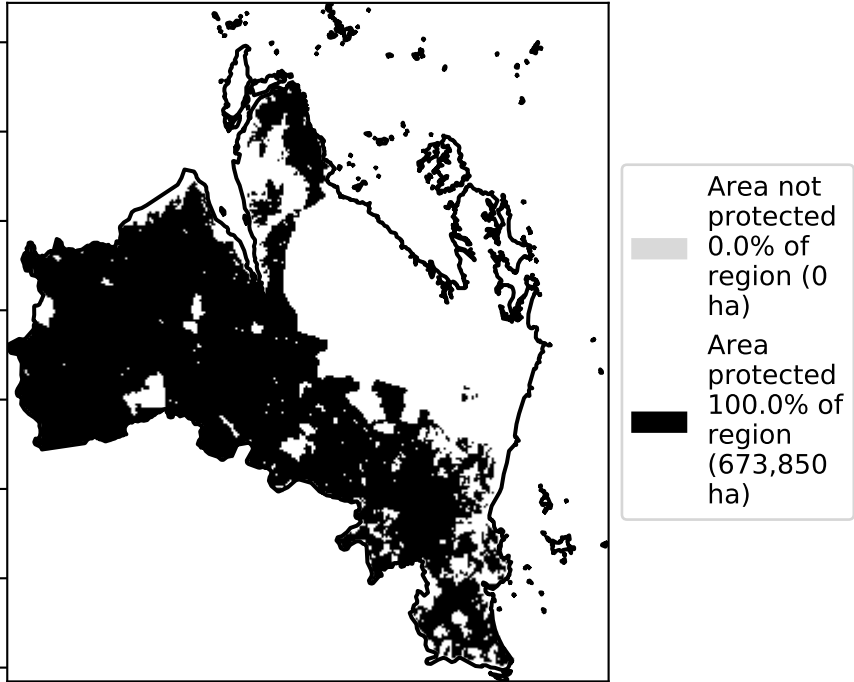 Area not
protected
0.0% of
region (0
ha)
Area
protected
100.0% of
region
(673,850
ha)